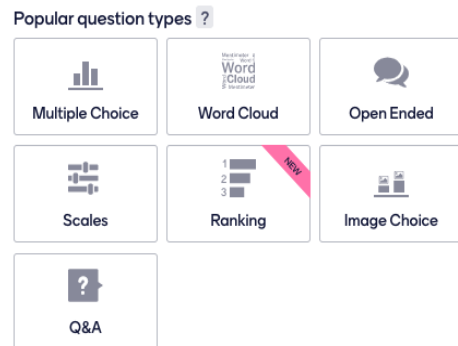 Popular question types ?
Multiple Choice
Word
Cloud
Word Cloud
Open Ended
Scales
1
2
3
NEW
Ranking
Image Choice
?
Q&A